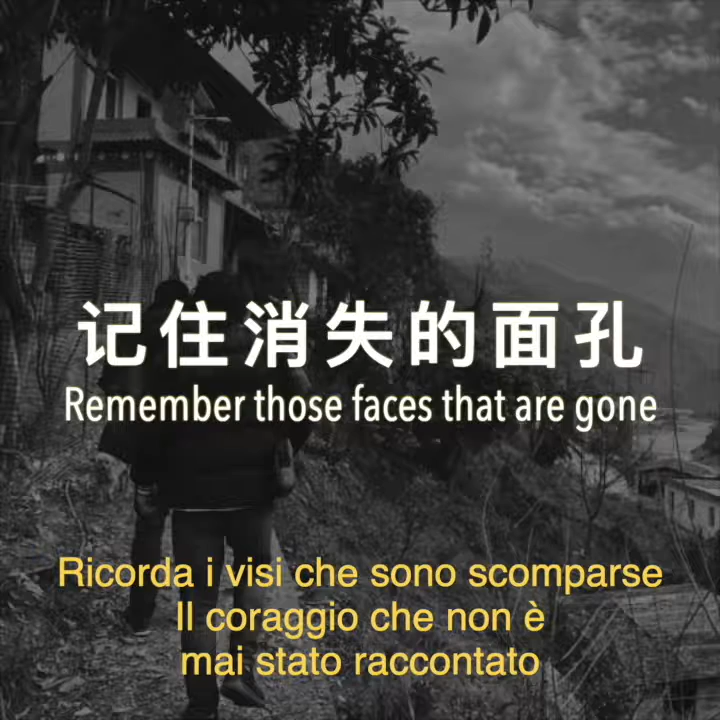 记住消失的面孔
Remember those faces that are gone
Ricorda i visi che sono scomparse
Il coraggio che non è
mai stato raccontato